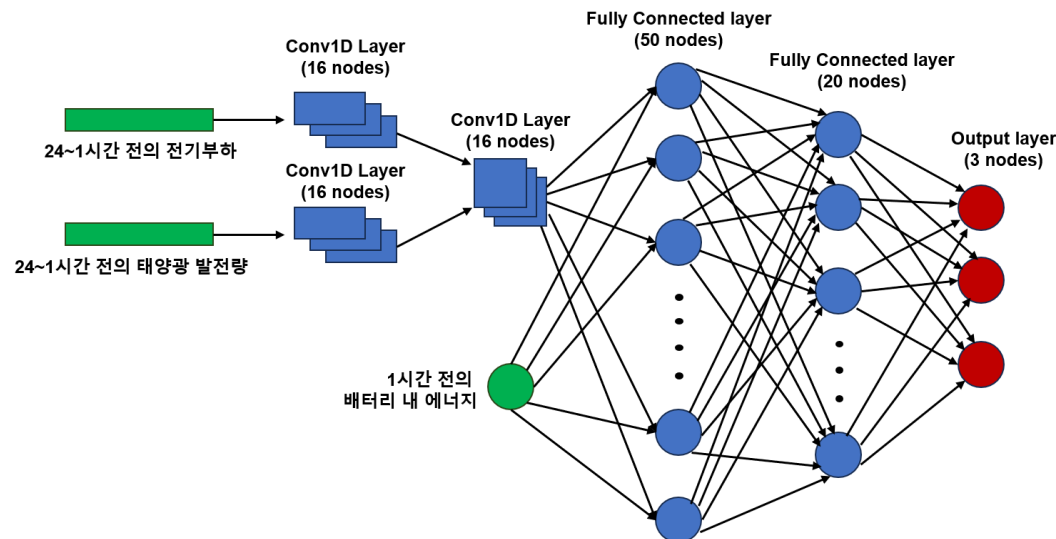 Fully Connected layer
(50 nodes)
Conv1D Layer
(16 nodes)
Fully Connected layer
(20 nodes)
24~1시간 전의 전기부하
Conv1D Layer
(16 nodes)
Output layer
(3 nodes)
Conv1D Layer
(16 nodes)
24~1시간 전의 태양광 발전량
1시간 전의
배터리 내 에너지